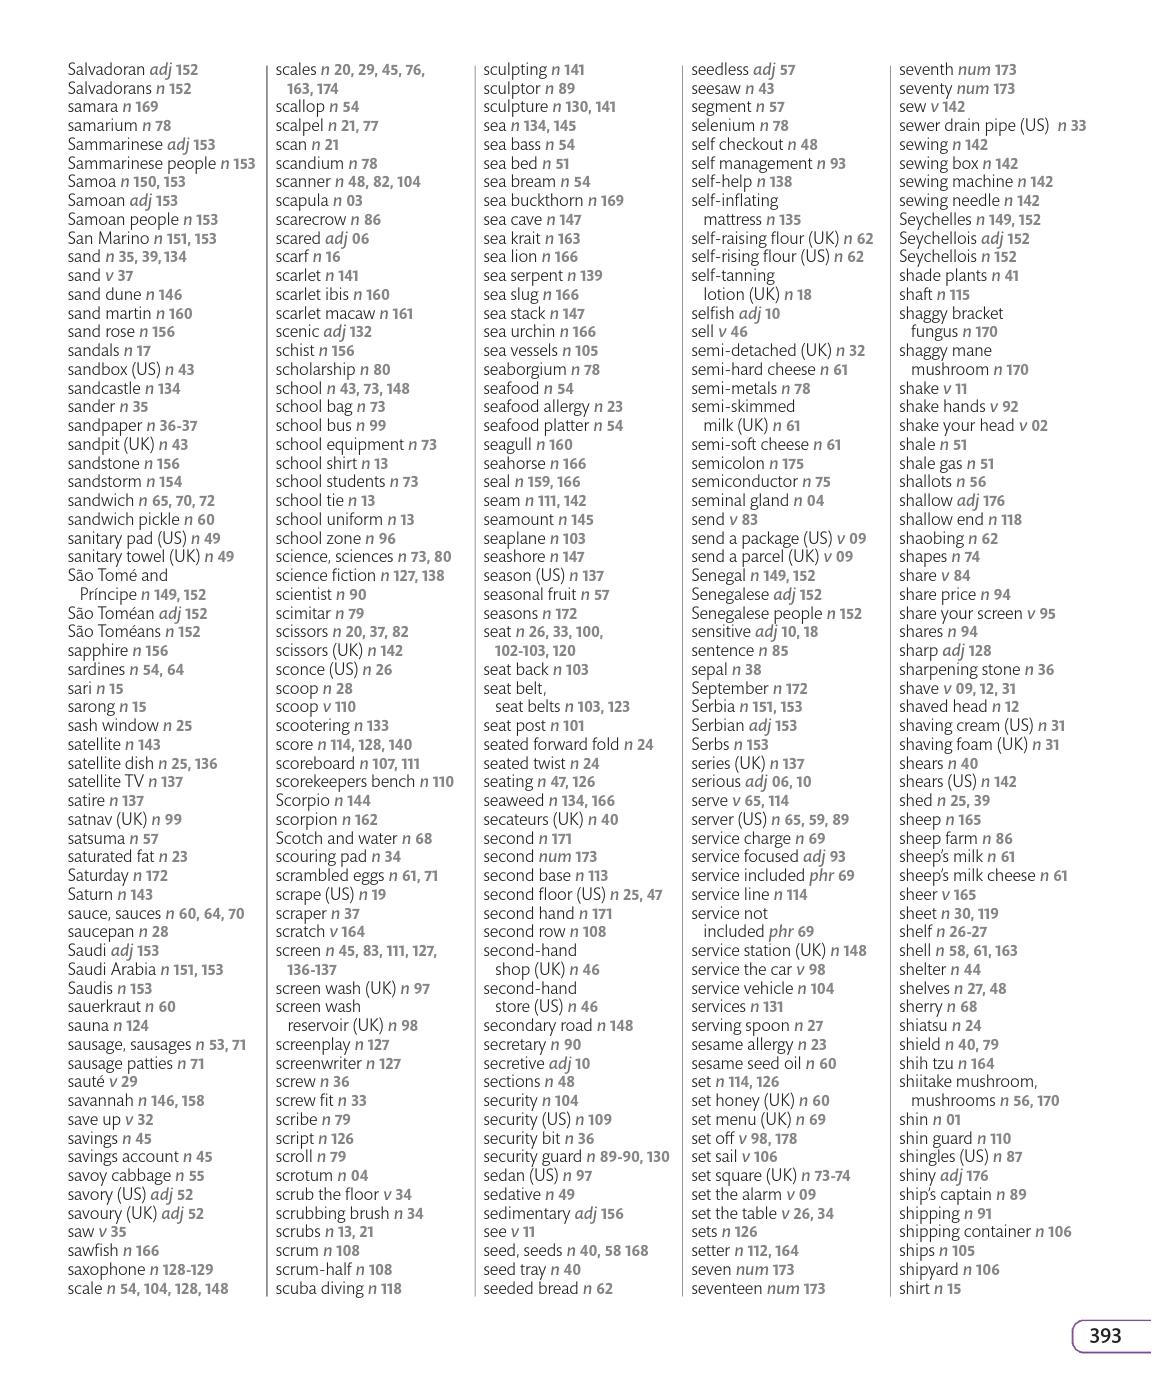 Salvadoran adj 152
Salvadorans n 152
samara n 169
samarium n 78
Sammarinese adj 153
Sammarinese people n 153
Samoa n 150, 153
Samoan adj 153
Samoan people n 153
San Marino n 151, 153
sand n 35, 39, 134
sand v 37
sand dune n 146
sand martin n 160
sand rose n 156
sandals n 17
sandbox (US) n 43
sandcastle n 134
sander n 35
sandpaper n 36-37
sandpit (UK) n 43
sandstone n 156
sandstorm n 154
sandwich n 65, 70, 72
sandwich pickle n 60
sanitary pad (US) n 49
sanitary towel (UK) n 49
São Tomé and
Príncipe n 149, 152
São Toméan adj 152
São Toméans n 152
sapphire n 156
sardines n 54, 64
sari n 15
sarong n 15
sash window n 25
satellite n 143
satellite dish n 25, 136
satellite TV n 137
satire n 137
satnav (UK) n 99
satsuma n 57
saturated fat n 23
Saturday n 172
Saturn n 143
sauce, sauces n 60, 64, 70
saucepan n 28
Saudi adj 153
Saudi Arabia n 151, 153
Saudis n 153
sauerkraut n 60
sauna n 124
sausage, sausages n 53, 71
sausage patties n 71
sauté v 29
savannah n 146, 158
save up v 32
savings n 45
savings account n 45
savoy cabbage n 55
savory (US) adj 52
savoury (UK) adj 52
saw v 35
sawfish n 166
saxophone n 128-129
scale n 54, 104, 128, 148
scales n 20, 29, 45, 76,
163, 174
scallop n 54
scalpel n 21, 77
scan n 21
scandium n 78
scanner n 48, 82, 104
scapula n 03
scarecrow n 86
scared adj 06
scarf n 16
scarlet n 141
scarlet ibis n 160
scarlet macaw n 161
scenic adj 132
schist n 156
scholarship n 80
school n 43, 73, 148
school bag n 73
school bus n 99
school equipment n 73
school shirt n 13
school students n 73
school tie n 13
school uniform n 13
school zone n 96
science, sciences n 73, 80
science fiction n 127, 138
scientist n 90
scimitar n 79
scissors n 20, 37, 82
scissors (UK) n 142
sconce (US) n 26
scoop n 28
scoop v 110
scootering n 133
score n 114, 128, 140
scoreboard n 107, 111
scorekeepers bench n 110
Scorpio n 144
scorpion n 162
Scotch and water n 68
scouring pad n 34
scrambled eggs n 61, 71
scrape (US) n 19
scraper n 37
scratch v 164
screen n 45, 83, 111, 127,
136-137
screen wash (UK) n 97
screen wash
reservoir (UK) n 98
screenplay n 127
screenwriter n 127
screw n 36
screw fit n 33
scribe n 79
script n 126
scroll n 79
scrotum n 04
scrub the floor v 34
scrubbing brush n 34
scrubs n 13, 21
scrum n 108
scrum-half n 108
scuba diving n 118
sculpting n 141
sculptor n 89
sculpture n 130, 141
sea n 134, 145
sea bass n 54
sea bed n 51
sea bream n 54
sea buckthorn n 169
sea cave n 147
sea krait n 163
sea lion n 166
sea serpent n 139
sea slug n 166
sea stack n 147
sea urchin n 166
sea vessels n 105
seaborgium n 78
seafood n 54
seafood allergy n 23
seafood platter n 54
seagull n 160
seahorse n 166
seal n 159, 166
seam n 111, 142
seamount n 145
seaplane n 103
seashore n 147
season (US) n 137
seasonal fruit n 57
seasons n 172
seat n 26, 33, 100,
102-103, 120
seat back n 103
seat belt,
seat belts n 103, 123
seat post n 101
seated forward fold n 24
seated twist n 24
seating n 47, 126
seaweed n 134, 166
secateurs (UK) n 40
second n 171
second num 173
second base n 113
second floor (US) n 25, 47
second hand n 171
second row n 108
second-hand
shop (UK) n 46
second-hand
store (US) n 46
secondary road n 148
secretary n 90
secretive adj 10
sections n 48
security n 104
security (US) n 109
security bit n 36
security guard n 89-90, 130
sedan (US) n 97
sedative n 49
sedimentary adj 156
see v 11
seed, seeds n 40, 58 168
seed tray n 40
seeded bread n 62
seedless adj 57
seesaw n 43
segment n 57
selenium n 78
self checkout n 48
self management n 93
self-help n 138
self-inflating
mattress n 135
self-raising flour (UK) n 62
self-rising flour (US) n 62
self-tanning
lotion (UK) n 18
selfish adj 10
sell v 46
semi-detached (UK) n 32
semi-hard cheese n 61
semi-metals n 78
semi-skimmed
milk (UK) n 61
semi-soft cheese n 61
semicolon n 175
semiconductor n 75
seminal gland n 04
send v 83
send a package (US) v 09
send a parcel (UK) v 09
Senegal n 149, 152
Senegalese adj 152
Senegalese people n 152
sensitive adj 10, 18
sentence n 85
sepal n 38
September n 172
Serbia n 151, 153
Serbian adj 153
Serbs n 153
series (UK) n 137
serious adj 06, 10
serve v 65, 114
server (US) n 65, 59, 89
service charge n 69
service focused adj 93
service included phr 69
service line n 114
service not
included phr 69
service station (UK) n 148
service the car v 98
service vehicle n 104
services n 131
serving spoon n 27
sesame allergy n 23
sesame seed oil n 60
set n 114, 126
set honey (UK) n 60
set menu (UK) n 69
set off v 98, 178
set sail v 106
set square (UK) n 73-74
set the alarm v 09
set the table v 26, 34
sets n 126
setter n 112, 164
seven num 173
seventeen num 173
seventh num 173
seventy num 173
sew v 142
sewer drain pipe (US) n 33
sewing n 142
sewing box n 142
sewing machine n 142
sewing needle n 142
Seychelles n 149, 152
Seychellois adj 152
Seychellois n 152
shade plants n 41
shaft n 115
shaggy bracket
fungus n 170
shaggy mane
mushroom n 170
shake v 11
shake hands v 92
shake your head v 02
shale n 51
shale gas n 51
shallots n 56
shallow adj 176
shallow end n 118
shaobing n 62
shapes n 74
share v 84
share price n 94
share your screen v 95
shares n 94
sharp adj 128
sharpening stone n 36
shave v 09, 12, 31
shaved head n 12
shaving cream (US) n 31
shaving foam (UK) n 31
shears n 40
shears (US) n 142
shed n 25, 39
sheep n 165
sheep farm n 86
sheep's milk n 61
sheep's milk cheese n 61
sheer v 165
sheet n 30, 119
shelf n 26-27
shell n 58, 61, 163
shelter n 44
shelves n 27, 48
sherry n 68
shiatsu n 24
shield n 40, 79
shih tzu n 164
shiitake mushroom,
mushrooms n 56, 170
shin n 01
shin guard n 110
shingles (US) n 87
shiny adj 176
ship's captain n 89
shipping n 91
shipping container n 106
ships n 105
shipyard n 106
shirt n 15
393